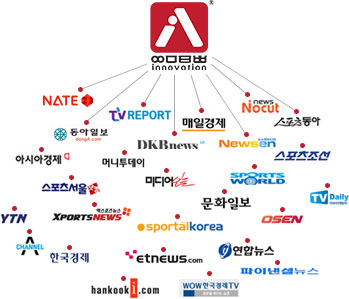 innovation
NATE
TVREPORT
매일경제
news
Nocut
스포츠동아
동아일보
donga.com
DKBnews
Newsen
아시아경제
머니투데이
스포츠조선
스포츠서울
미디어
SPORTS
WORLD
문화일보
TV Daily
YTN
XPORTSNEWS
sportalkorea
OSEN
CHANNEL
A
한국경제
etnews.com
연합뉴스
파이낸셜뉴스
hankooki.com
WOW한국경제TV